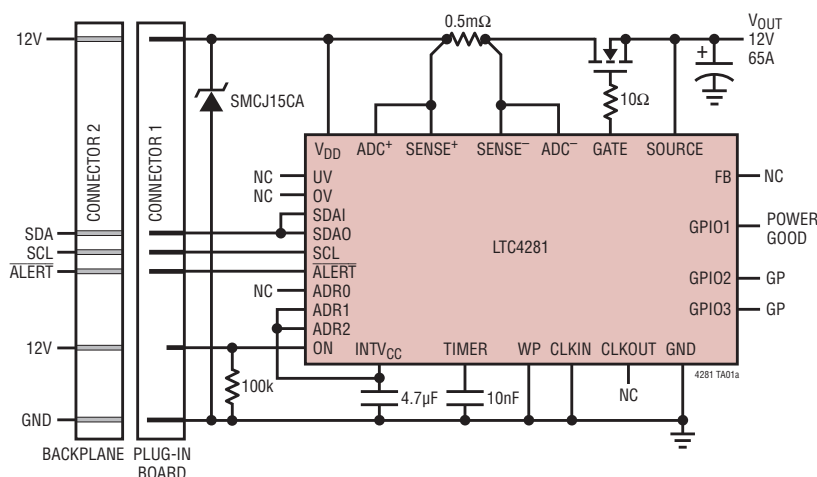 12V
SDA
SCL
ALERT
12V
GND
BACKPLANE
CONNECTOR 2
CONNECTOR 1
PLUG-IN
BOARD
SMCJ15CA
0.5mΩ
10Ω
VOUT
12V
65A
+
VDD
ADC+
SENSE+
SENSE–
ADC–
GATE
SOURCE
NC
UV
NC
OV
SDAI
SDAO
SCL
ALERT
NC
ADR0
ADR1
ADR2
ON
LTC4281
FB
NC
GPIO1
POWER
GOOD
GPIO2
GP
GPIO3
GP
INTVCC
TIMER
WP
CLKIN
CLKOUT
GND
4281 TA01a
100k
4.7µF
10nF
NC